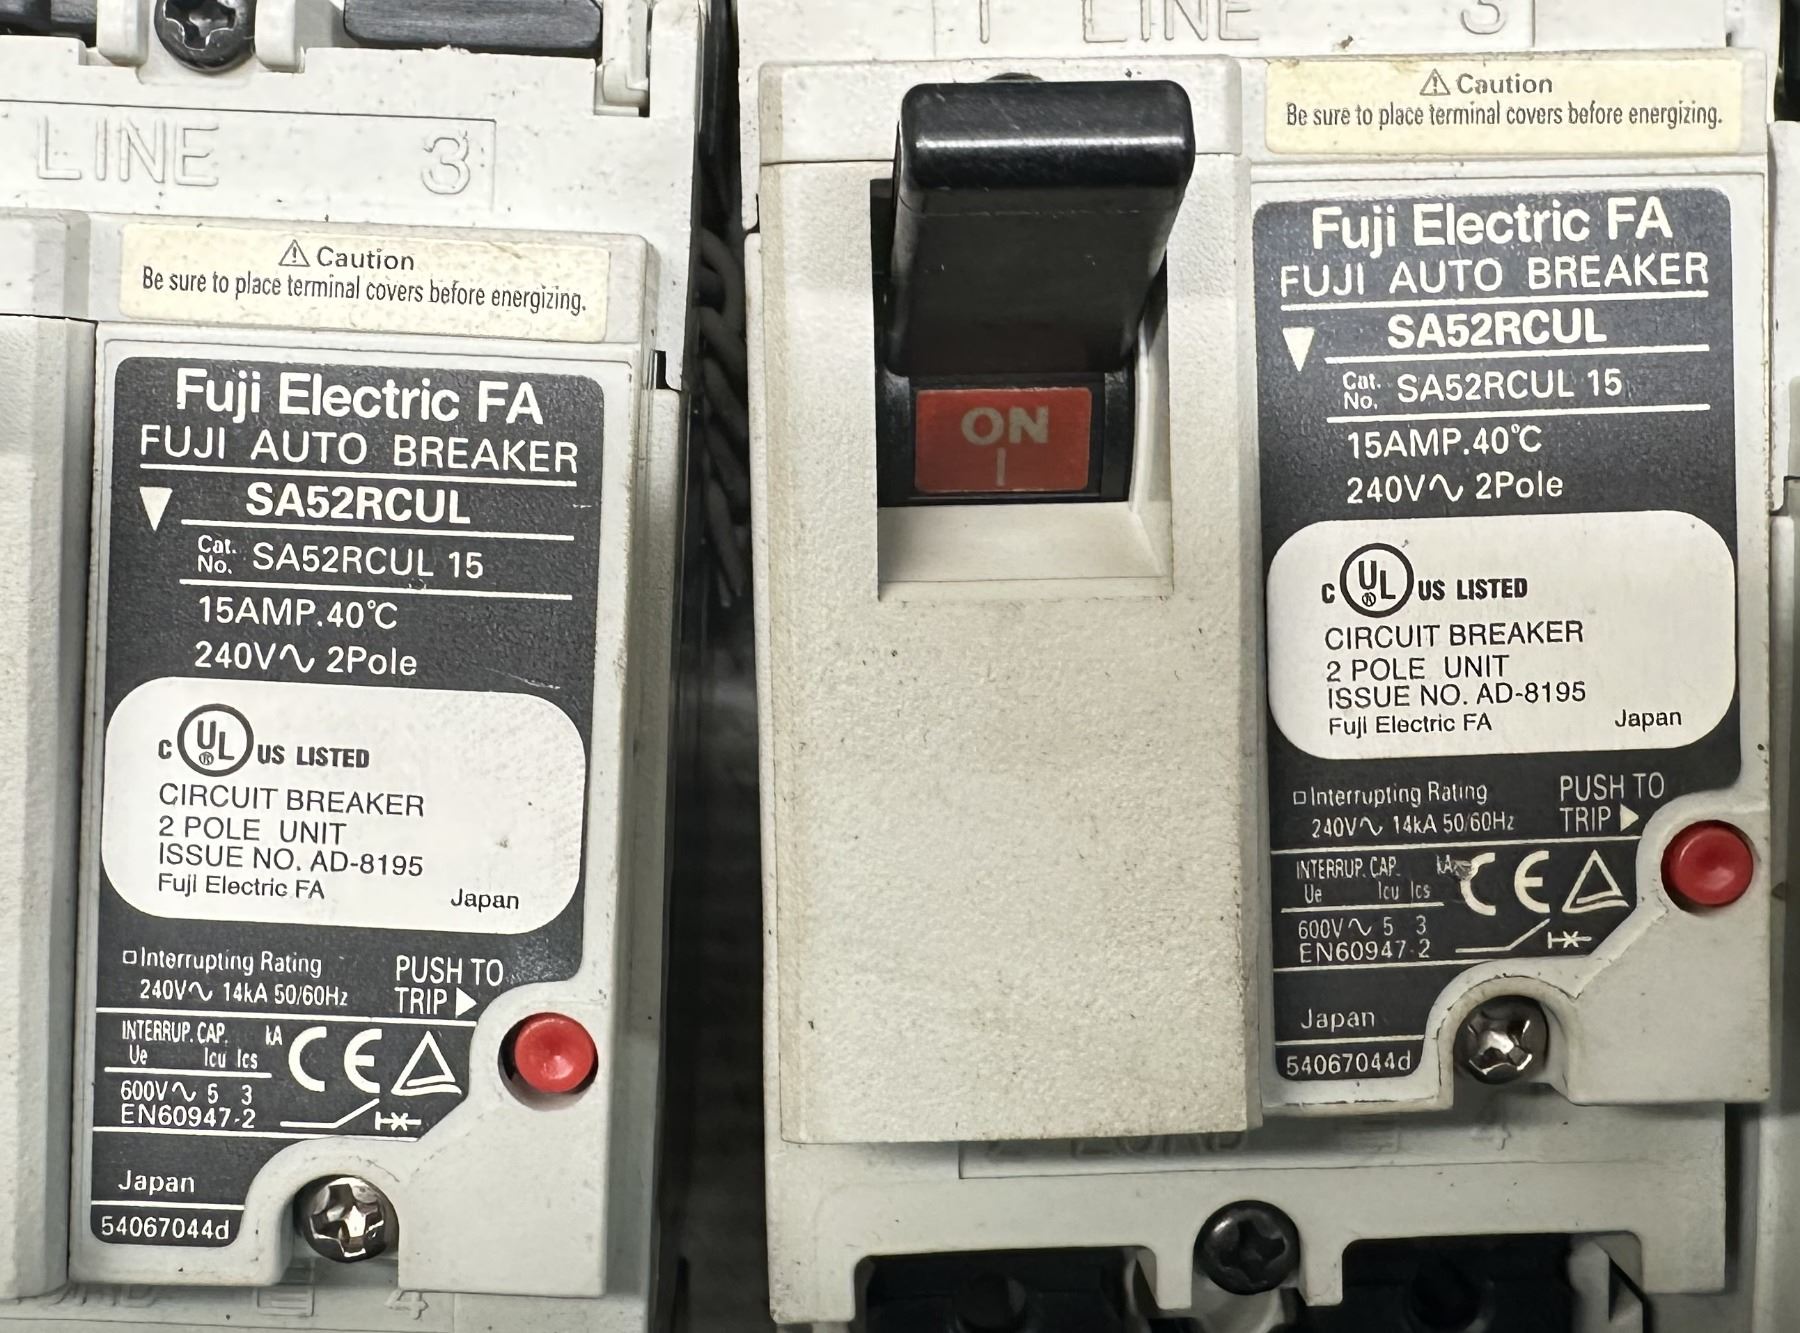 LINE 3
⚠ Caution
Be sure to place terminal covers before energizing.
Fuji Electric FA
FUJI AUTO BREAKER
SA52RCUL
Cat. No. SA52RCUL 15
15AMP.40℃
240V∿ 2Pole
C UL® US LISTED
CIRCUIT BREAKER
2 POLE UNIT
ISSUE NO. AD-8195
Fuji Electric FA Japan
Interrupting Rating
240V∿ 14kA 50/60Hz
PUSH TO
TRIP▶
INTERRUP. CAP. kA
Ue Icu Ics
CE
600V∿ 5 3
EN60947-2
Japan
54067044d
4
1 LINE 3
ON
|
⚠ Caution
Be sure to place terminal covers before energizing.
Fuji Electric FA
FUJI AUTO BREAKER
SA52RCUL
Cat. No. SA52RCUL 15
15AMP.40℃
240V∿ 2Pole
C UL® US LISTED
CIRCUIT BREAKER
2 POLE UNIT
ISSUE NO. AD-8195
Fuji Electric FA Japan
Interrupting Rating
240V∿ 14kA 50/60Hz
PUSH TO
TRIP▶
INTERRUP. CAP. kA
Ue Icu Ics
CE
600V∿ 5 3
EN60947-2
Japan
54067044d
4